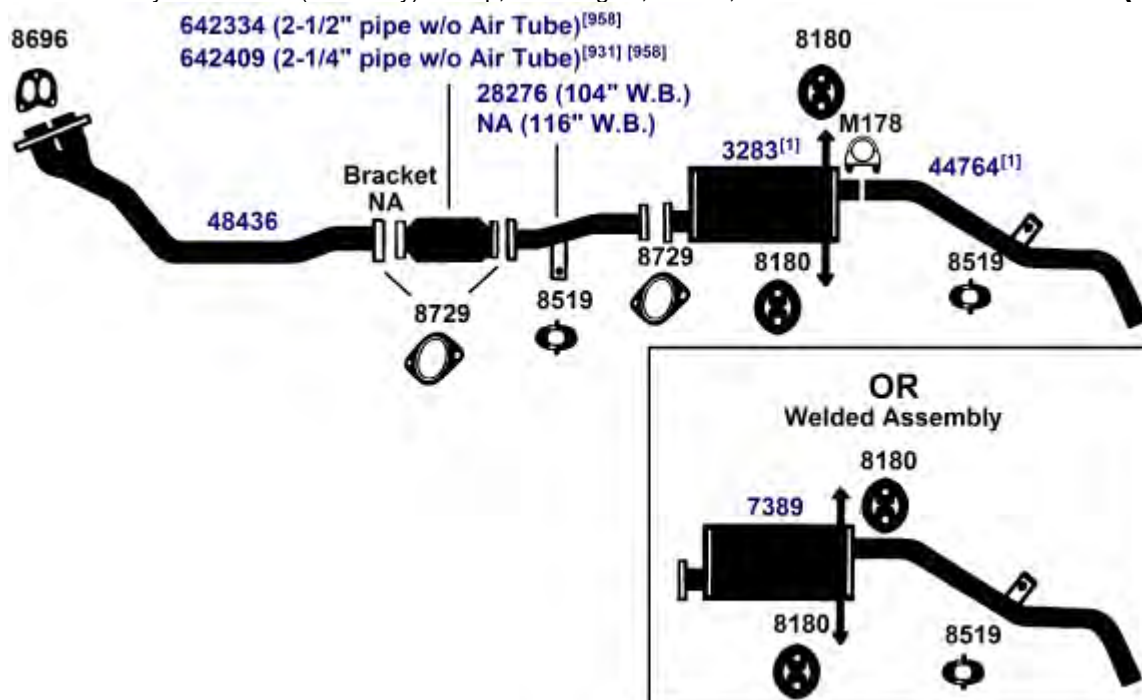 642334 (2-1/2" pipe w/o Air Tube)[958]
8696
8180
642409 (2-1/4" pipe w/o Air Tube)[931] [958]
28276 (104" W.B.)
NA (116" W.B.)
M178
3283[1]
44764[1]
Bracket
NA
48436
8729
8180
8519
8519
8729
OR
Welded Assembly
8180
7389
8180
8519